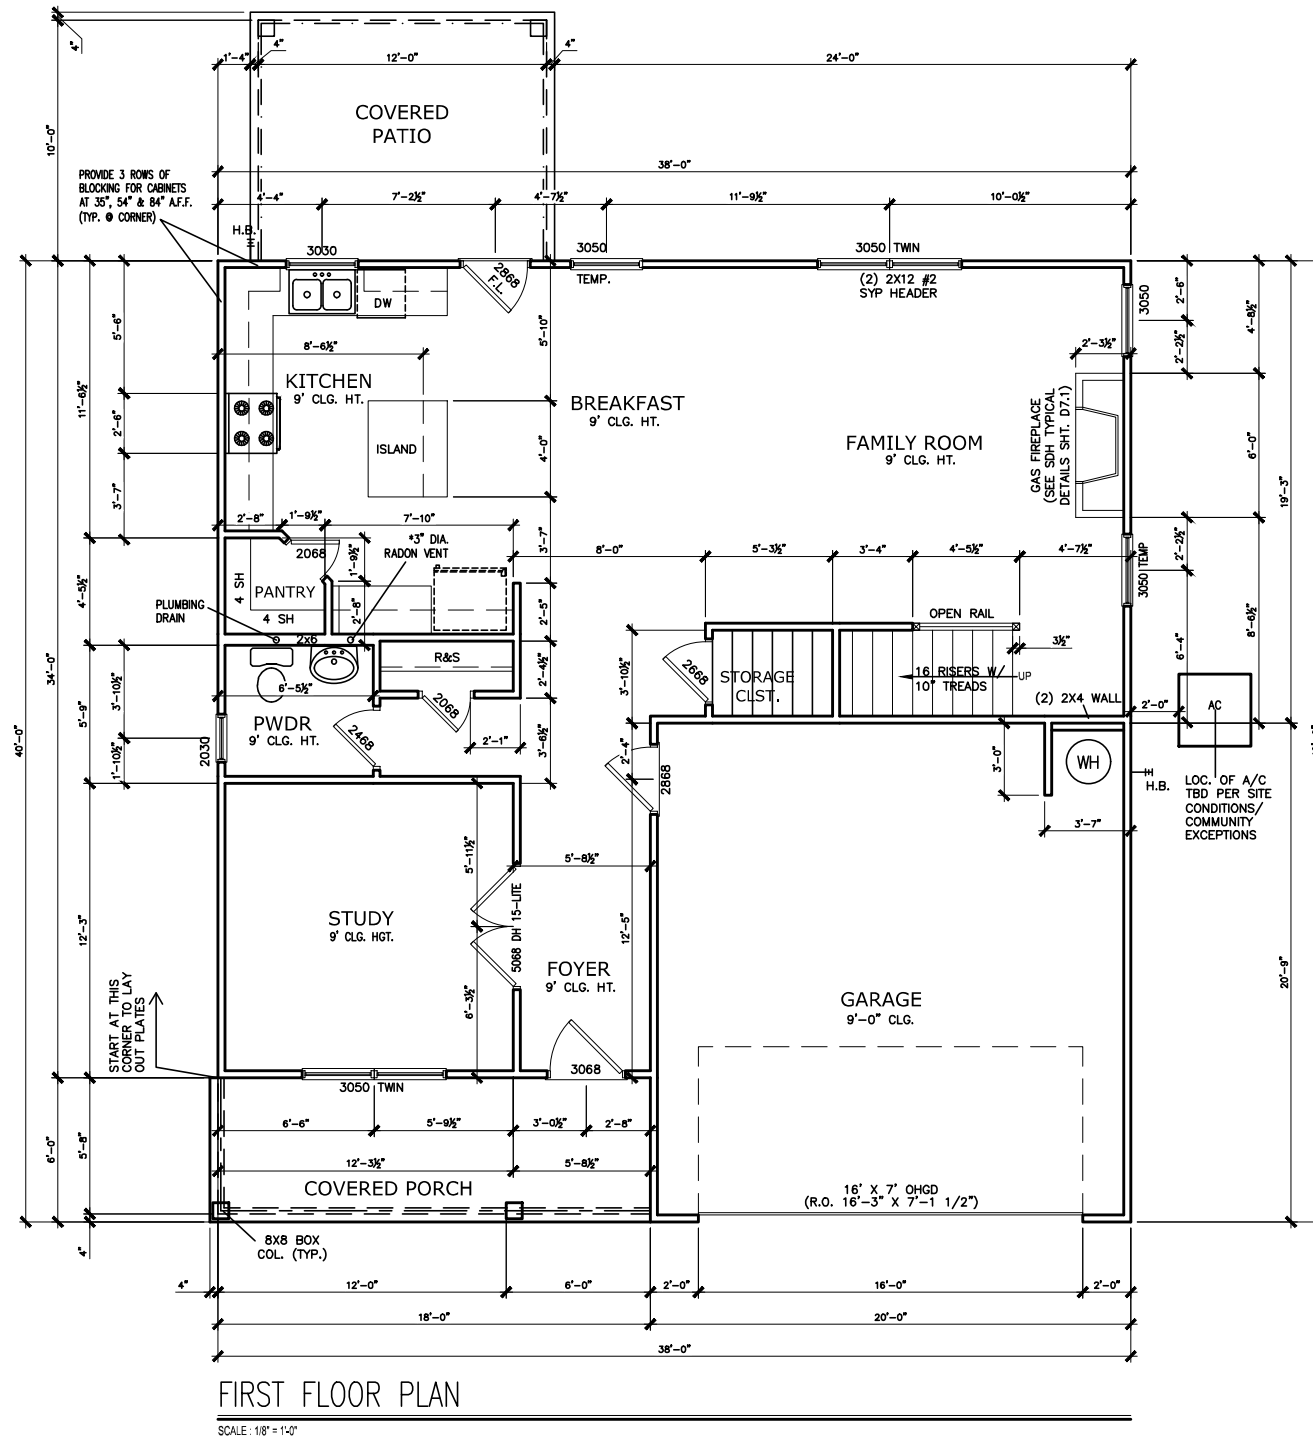 4"
1'-4"
4"
12'-0"
4"
24'-0"
10'-0"
COVERED
PATIO
38'-0"
PROVIDE 3 ROWS OF
BLOCKING FOR CABINETS
AT 35", 54" & 84" A.F.F.
(TYP. @ CORNER)
4'-4"
7'-2½"
4'-7½"
11'-9½"
10'-0½"
H.B.
3030
2868
F.L.
3050
TEMP.
3050 TWIN
(2) 2X12 #2
SYP HEADER
DW
3050
2'-6"
4'-8½"
5'-6"
5'-10"
8'-6½"
2'-3½"
2'-2½"
KITCHEN
9' CLG. HT.
BREAKFAST
9' CLG. HT.
FAMILY ROOM
9' CLG. HT.
GAS FIREPLACE
(SEE SDH TYPICAL
DETAILS SHT. D7.1)
11'-6½"
2'-6"
ISLAND
4'-0"
6'-0"
19'-3"
3'-7"
2'-8"
1'-9½"
7'-10"
*3" DIA.
RADON VENT
3'-7"
2068
1'-9½"
8'-0"
5'-3½"
3'-4"
4'-5½"
4'-7½"
3050 TEMP
2'-2½"
4 SH
PANTRY
4 SH
4'-5½"
2'-8"
2'-5"
PLUMBING
DRAIN
2x6
OPEN RAIL
3½"
8'-6½"
6'-4"
34'-0"
40'-0"
R&S
2'-4½"
3'-10½"
2668
STORAGE
CLST.
16 RISERS W/
10" TREADS
UP
(2) 2X4 WALL
2'-0"
AC
6'-5½"
5'-9"
3'-10½"
2068
PWDR
9' CLG. HT.
2468
2'-1"
3'-6½"
2030
1'-10½"
2'-4"
2868
3'-0"
WH
H.B.
LOC. OF A/C
TBD PER SITE
CONDITIONS/
COMMUNITY
EXCEPTIONS
3'-7"
5'-11½"
5'-8½"
STUDY
9' CLG. HGT.
5068 DH 15-LITE
12'-5"
12'-3"
FOYER
9' CLG. HT.
6'-3½"
GARAGE
9'-0" CLG.
20'-9"
START AT THIS
CORNER TO LAY
OUT PLATES
3050 TWIN
3068
6'-6"
5'-9½"
3'-0½"
2'-8"
6'-0"
5'-8"
12'-3½"
5'-8½"
COVERED PORCH
16' X 7' OHGD
(R.O. 16'-3" X 7'-1 1/2")
8X8 BOX
COL. (TYP.)
4"
4"
12'-0"
6'-0"
2'-0"
16'-0"
2'-0"
18'-0"
20'-0"
38'-0"
FIRST FLOOR PLAN
SCALE : 1/8" = 1'-0"